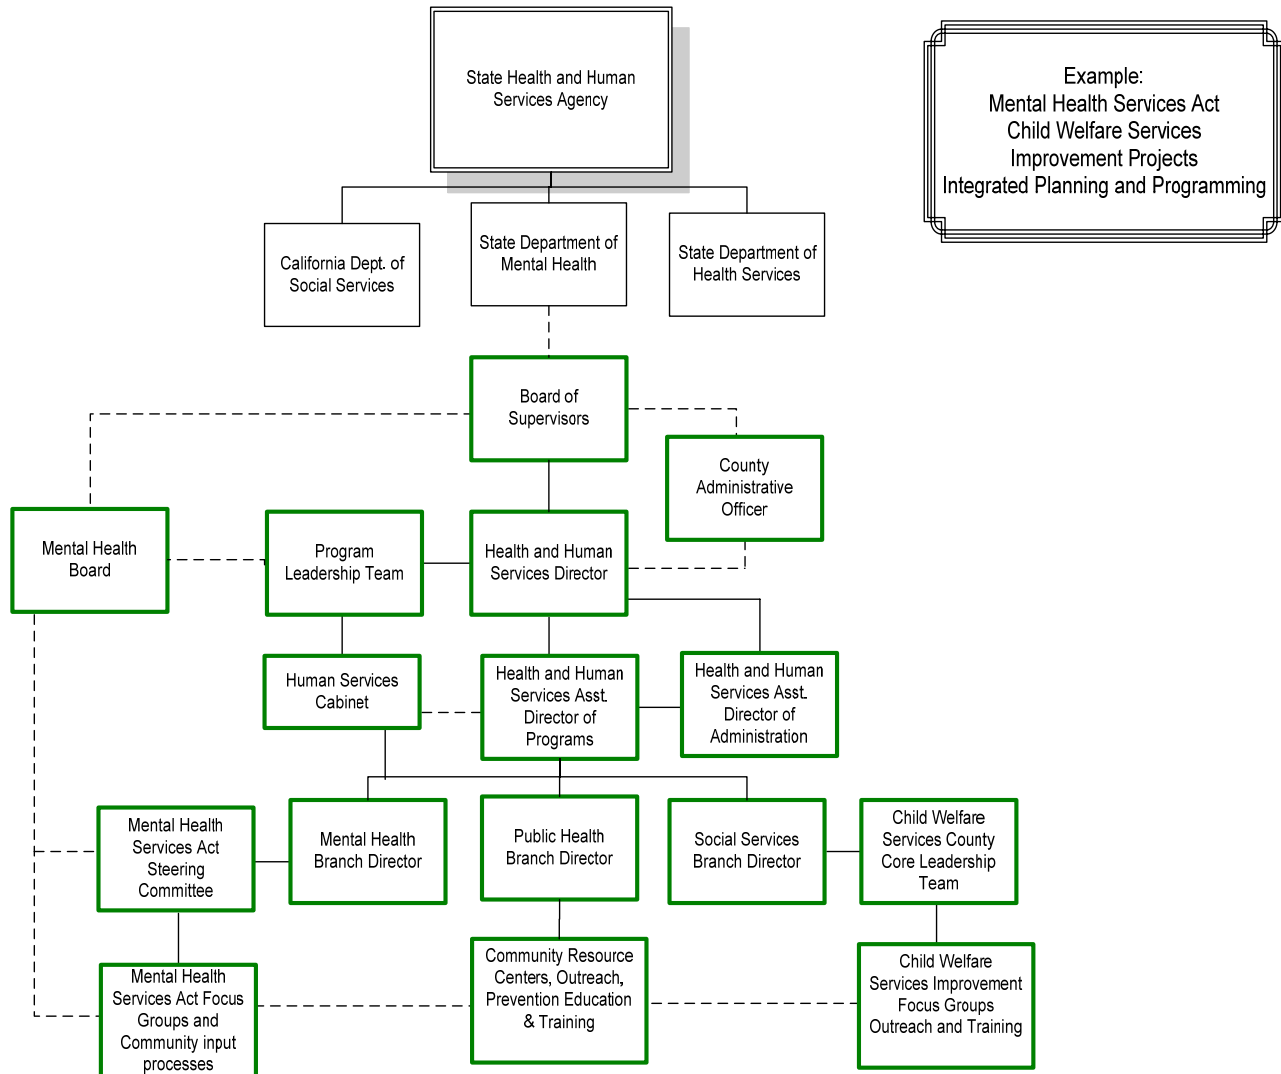 State Health and Human
Services Agency
Example:
Mental Health Services Act
Child Welfare Services
Improvement Projects
Integrated Planning and Programming
California Dept. of
Social Services
State Department of
Mental Health
State Department of
Health Services
Board of
Supervisors
County
Administrative
Officer
Mental Health
Board
Program
Leadership Team
Health and Human
Services Director
Human Services
Cabinet
Health and Human
Services Asst.
Director of
Programs
Health and Human
Services Asst.
Director of
Administration
Mental Health
Services Act
Steering
Committee
Mental Health
Branch Director
Public Health
Branch Director
Social Services
Branch Director
Child Welfare
Services County
Core Leadership
Team
Mental Health
Services Act Focus
Groups and
Community input
processes
Community Resource
Centers, Outreach,
Prevention Education
& Training
Child Welfare
Services Improvement
Focus Groups
Outreach and Training